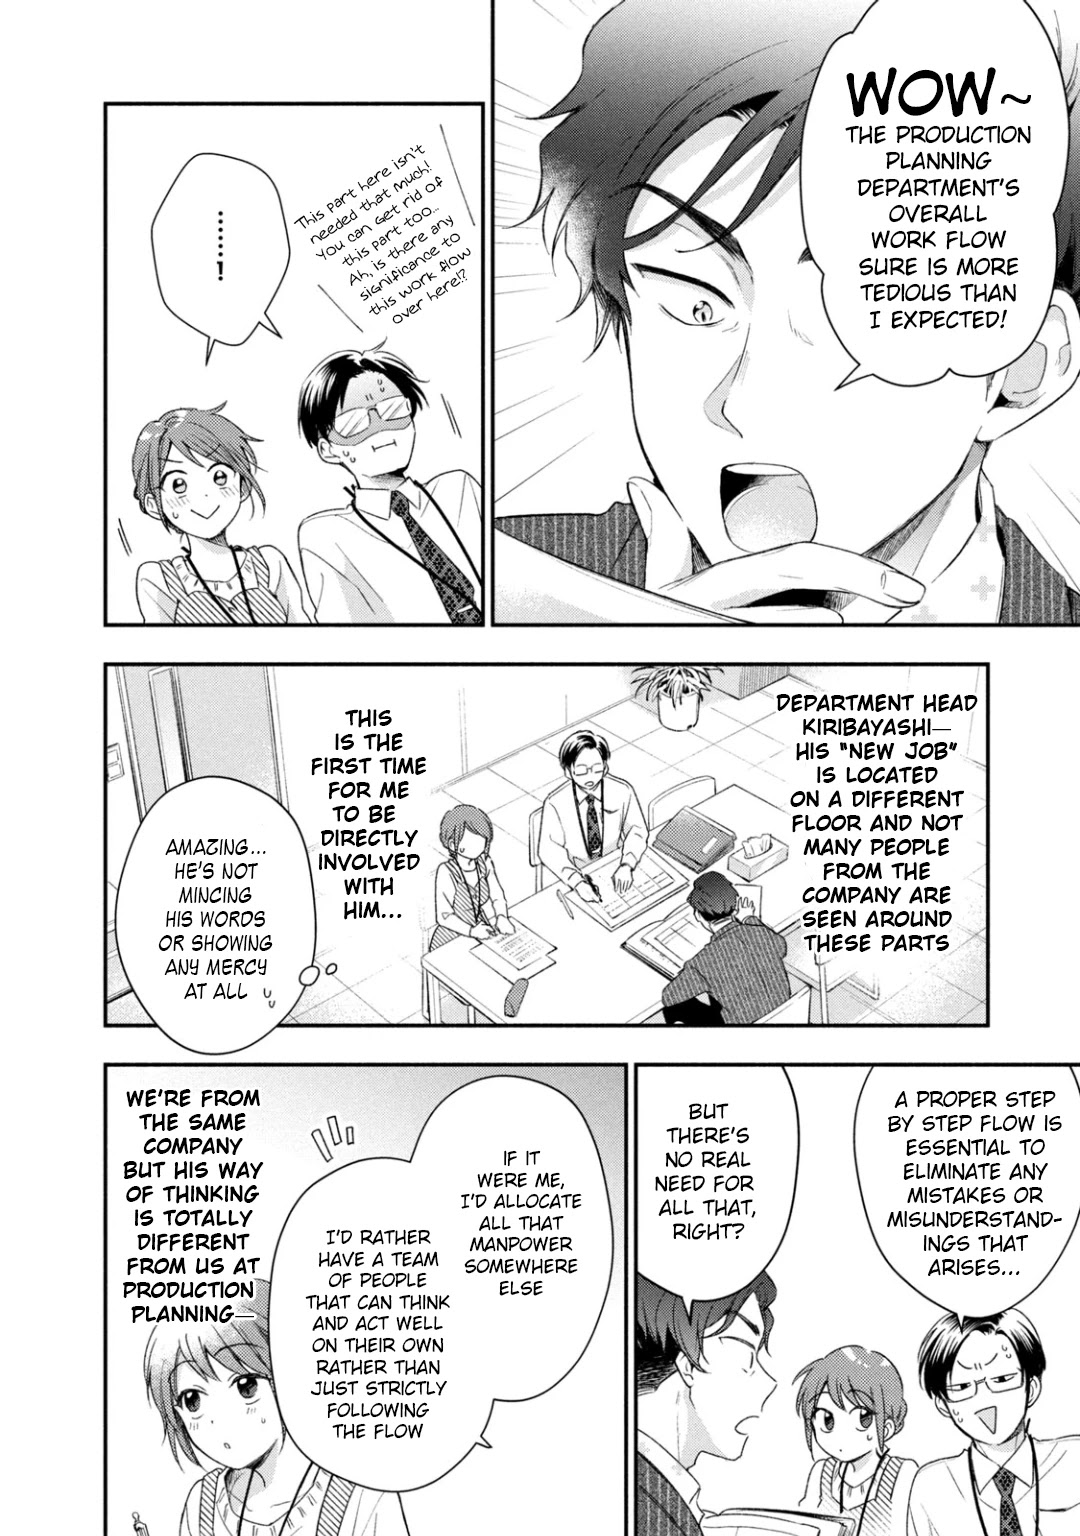 WOW~
THE PRODUCTION
PLANNING
DEPARTMENT'S
OVERALL
WORK FLOW
SURE IS MORE
TEDIOUS THAN
I EXPECTED!
This part here isn't
needed that much!
You can get rid of
this part too..
Ah, is there any
significance to
this work flow
over here!?
........!
DEPARTMENT HEAD
KIRIBAYASHI—
HIS "NEW JOB"
IS LOCATED
ON A DIFFERENT
FLOOR AND NOT
MANY PEOPLE
FROM THE
COMPANY ARE
SEEN AROUND
THESE PARTS
THIS
IS THE
FIRST TIME
FOR ME
TO BE
DIRECTLY
INVOLVED
WITH
HIM...
AMAZING...
HE'S NOT
MINCING
HIS WORDS
OR SHOWING
ANY MERCY
AT ALL
A PROPER STEP
BY STEP FLOW IS
ESSENTIAL TO
ELIMINATE ANY
MISTAKES OR
MISUNDERSTAND-
INGS THAT
ARISES...
BUT
THERE'S
NO REAL
NEED FOR
ALL THAT,
RIGHT?
IF IT
WERE ME,
I'D ALLOCATE
ALL THAT
MANPOWER
SOMEWHERE
ELSE
I'D RATHER
HAVE A TEAM
OF PEOPLE
THAT CAN THINK
AND ACT WELL
ON THEIR OWN
RATHER THAN
JUST STRICTLY
FOLLOWING
THE FLOW
WE'RE FROM
THE SAME
COMPANY
BUT HIS WAY
OF THINKING
IS TOTALLY
DIFFERENT
FROM US AT
PRODUCTION
PLANNING—